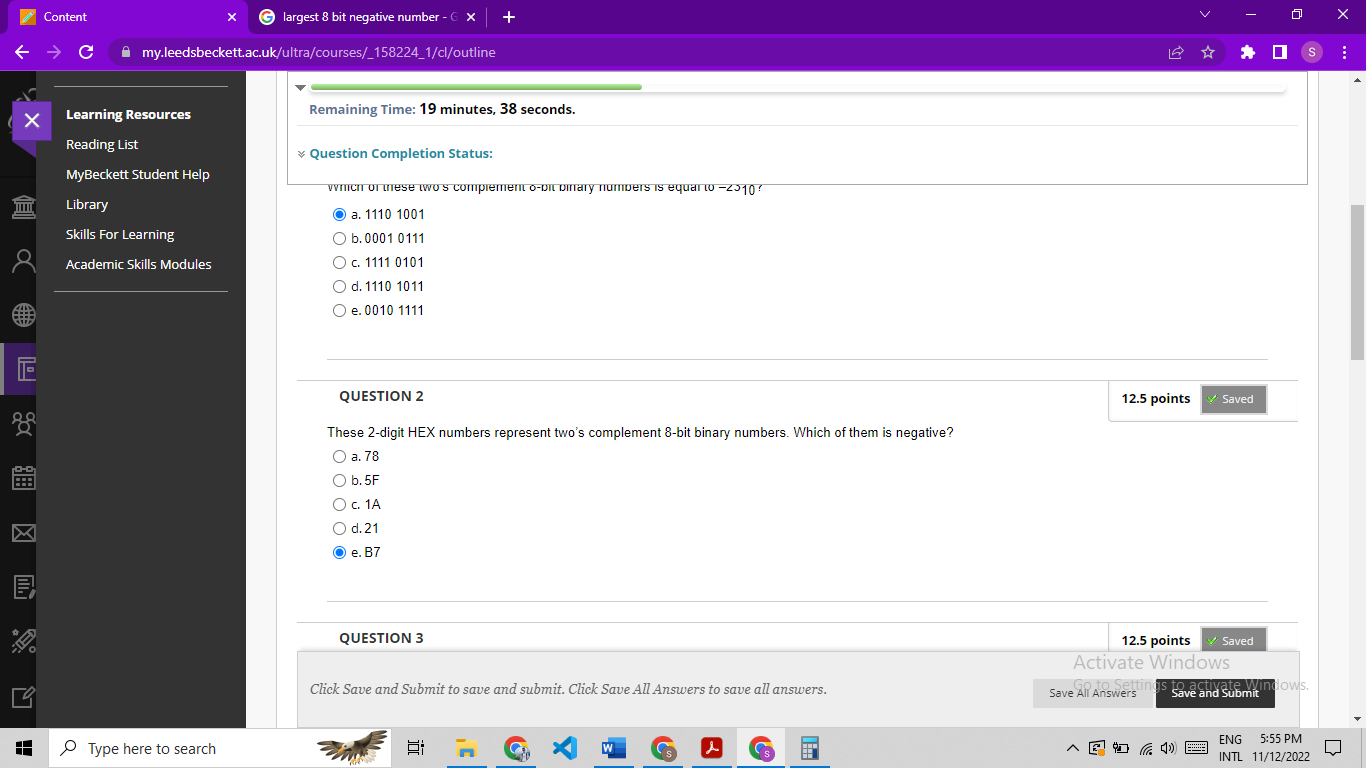 Content
largest 8 bit negative number - G
my.leedsbeckett.ac.uk/ultra/courses/_158224_1/cl/outline
S
Learning Resources
Reading List
MyBeckett Student Help
Library
Skills For Learning
Academic Skills Modules
Remaining Time: 19 minutes, 38 seconds.
Question Completion Status:
Which of these two's complement 8-bit binary numbers is equal to –2310?
a. 1110 1001
b. 0001 0111
c. 1111 0101
d. 1110 1011
e. 0010 1111
QUESTION 2
12.5 points
Saved
These 2-digit HEX numbers represent two's complement 8-bit binary numbers. Which of them is negative?
a. 78
b. 5F
c. 1A
d. 21
e. B7
QUESTION 3
12.5 points
Saved
Activate Windows
Go to Settings to activate Windows.
Click Save and Submit to save and submit. Click Save All Answers to save all answers.
Save All Answers
Save and Submit
Type here to search
ENG
INTL
5:55 PM
11/12/2022